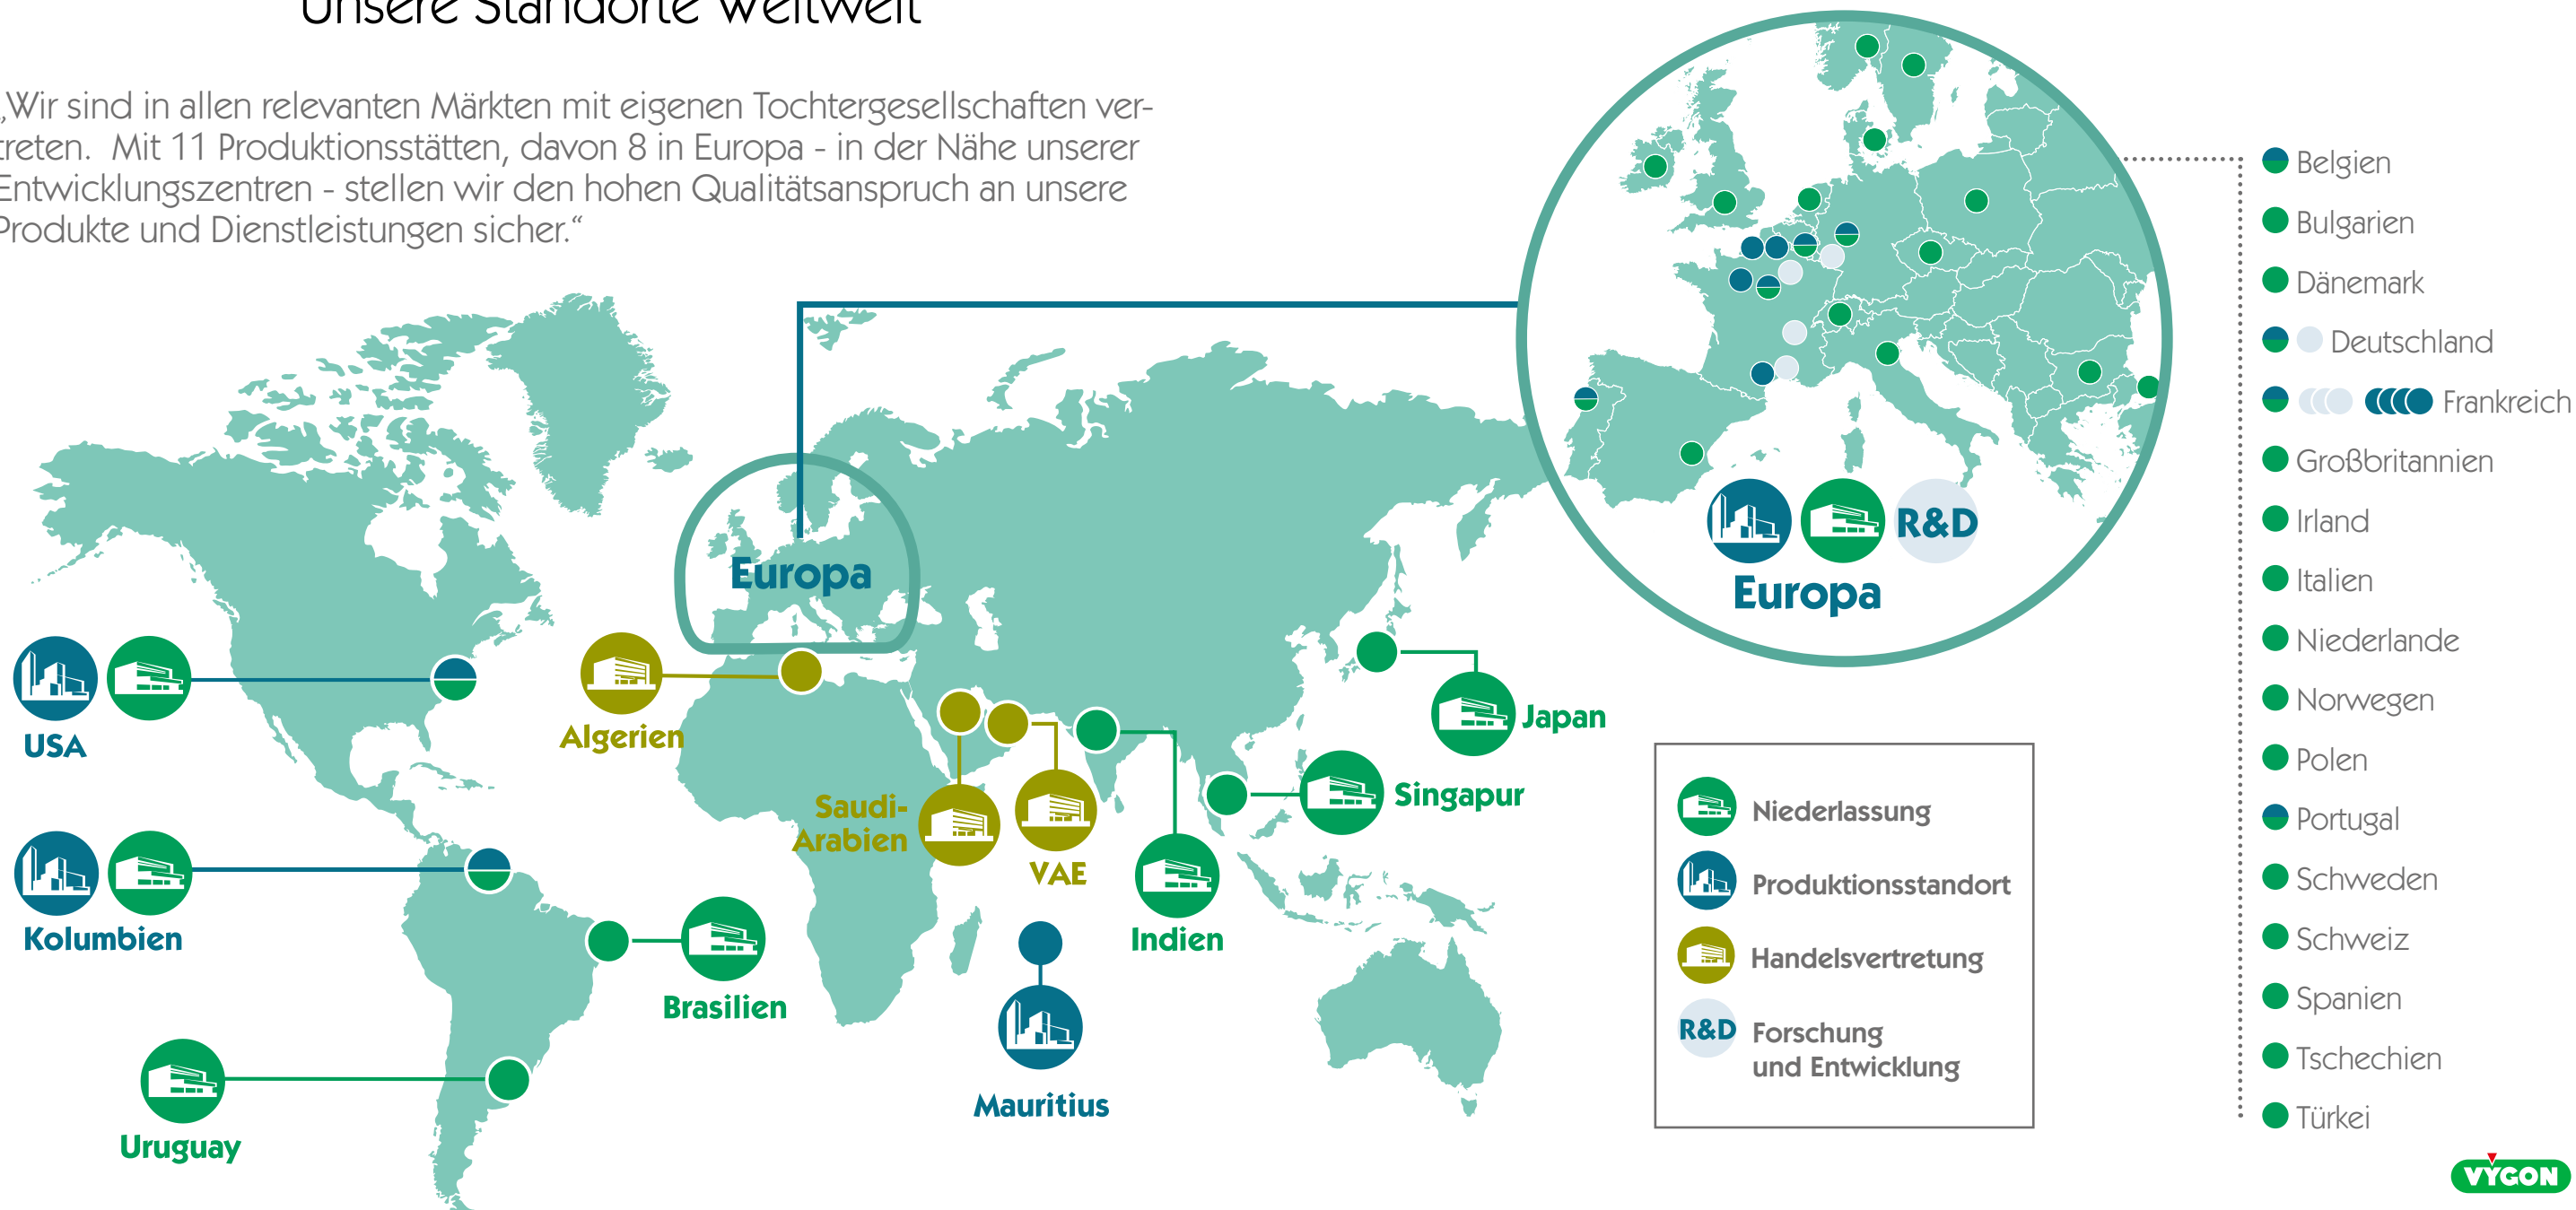 Unsere Standorte Weltweit
„Wir sind in allen relevanten Märkten mit eigenen Tochtergesellschaften ver-
treten.  Mit 11 Produktionsstätten, davon 8 in Europa - in der Nähe unserer
Entwicklungszentren - stellen wir den hohen Qualitätsanspruch an unsere
Produkte und Dienstleistungen sicher.“
Europa
USA
Kolumbien
Uruguay
Brasilien
Algerien
Saudi-
Arabien
VAE
Mauritius
Indien
Singapur
Japan
R&D
Europa
Niederlassung
Produktionsstandort
Handelsvertretung
R&D
Forschung
und Entwicklung
Belgien
Bulgarien
Dänemark
Deutschland
Frankreich
Großbritannien
Irland
Italien
Niederlande
Norwegen
Polen
Portugal
Schweden
Schweiz
Spanien
Tschechien
Türkei
VYGON